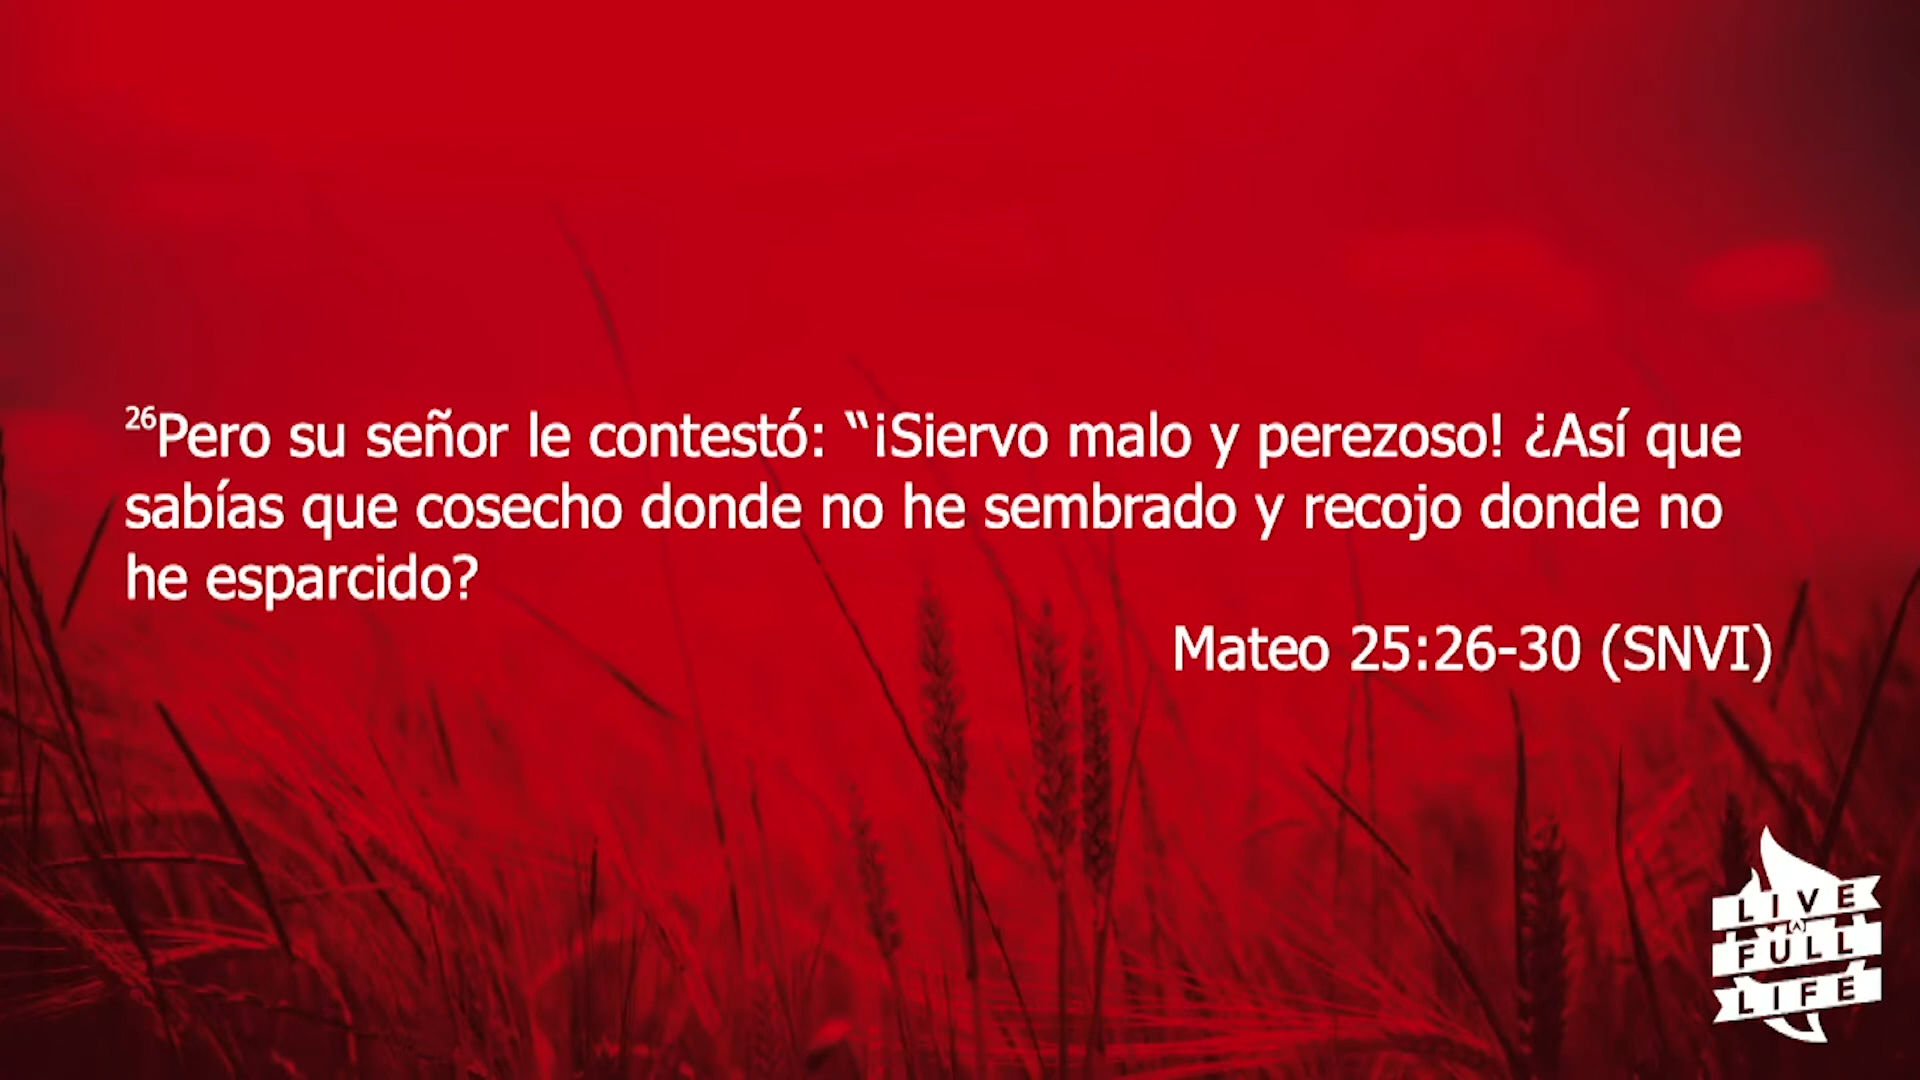 26Pero su señor le contestó: “¡Siervo malo y perezoso! ¿Así que
sabías que cosecho donde no he sembrado y recojo donde no
he esparcido?
Mateo 25:26-30 (SNVI)
LIVE
A
FULL
LIFE